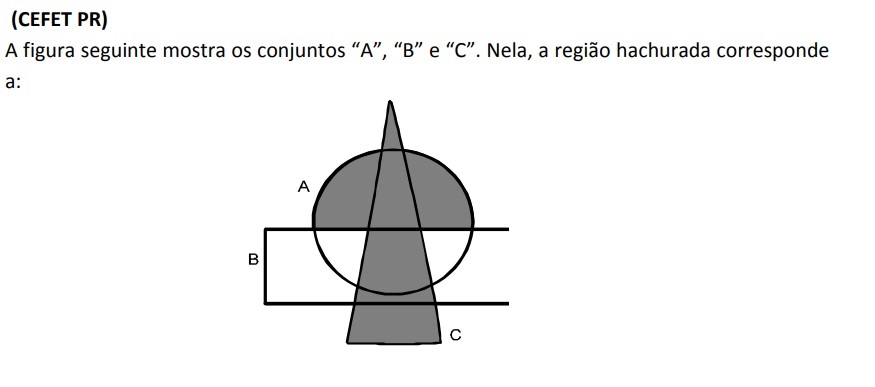 (CEFET PR)
A figura seguinte mostra os conjuntos “A”, “B” e “C”. Nela, a região hachurada corresponde
a:
A
B
C